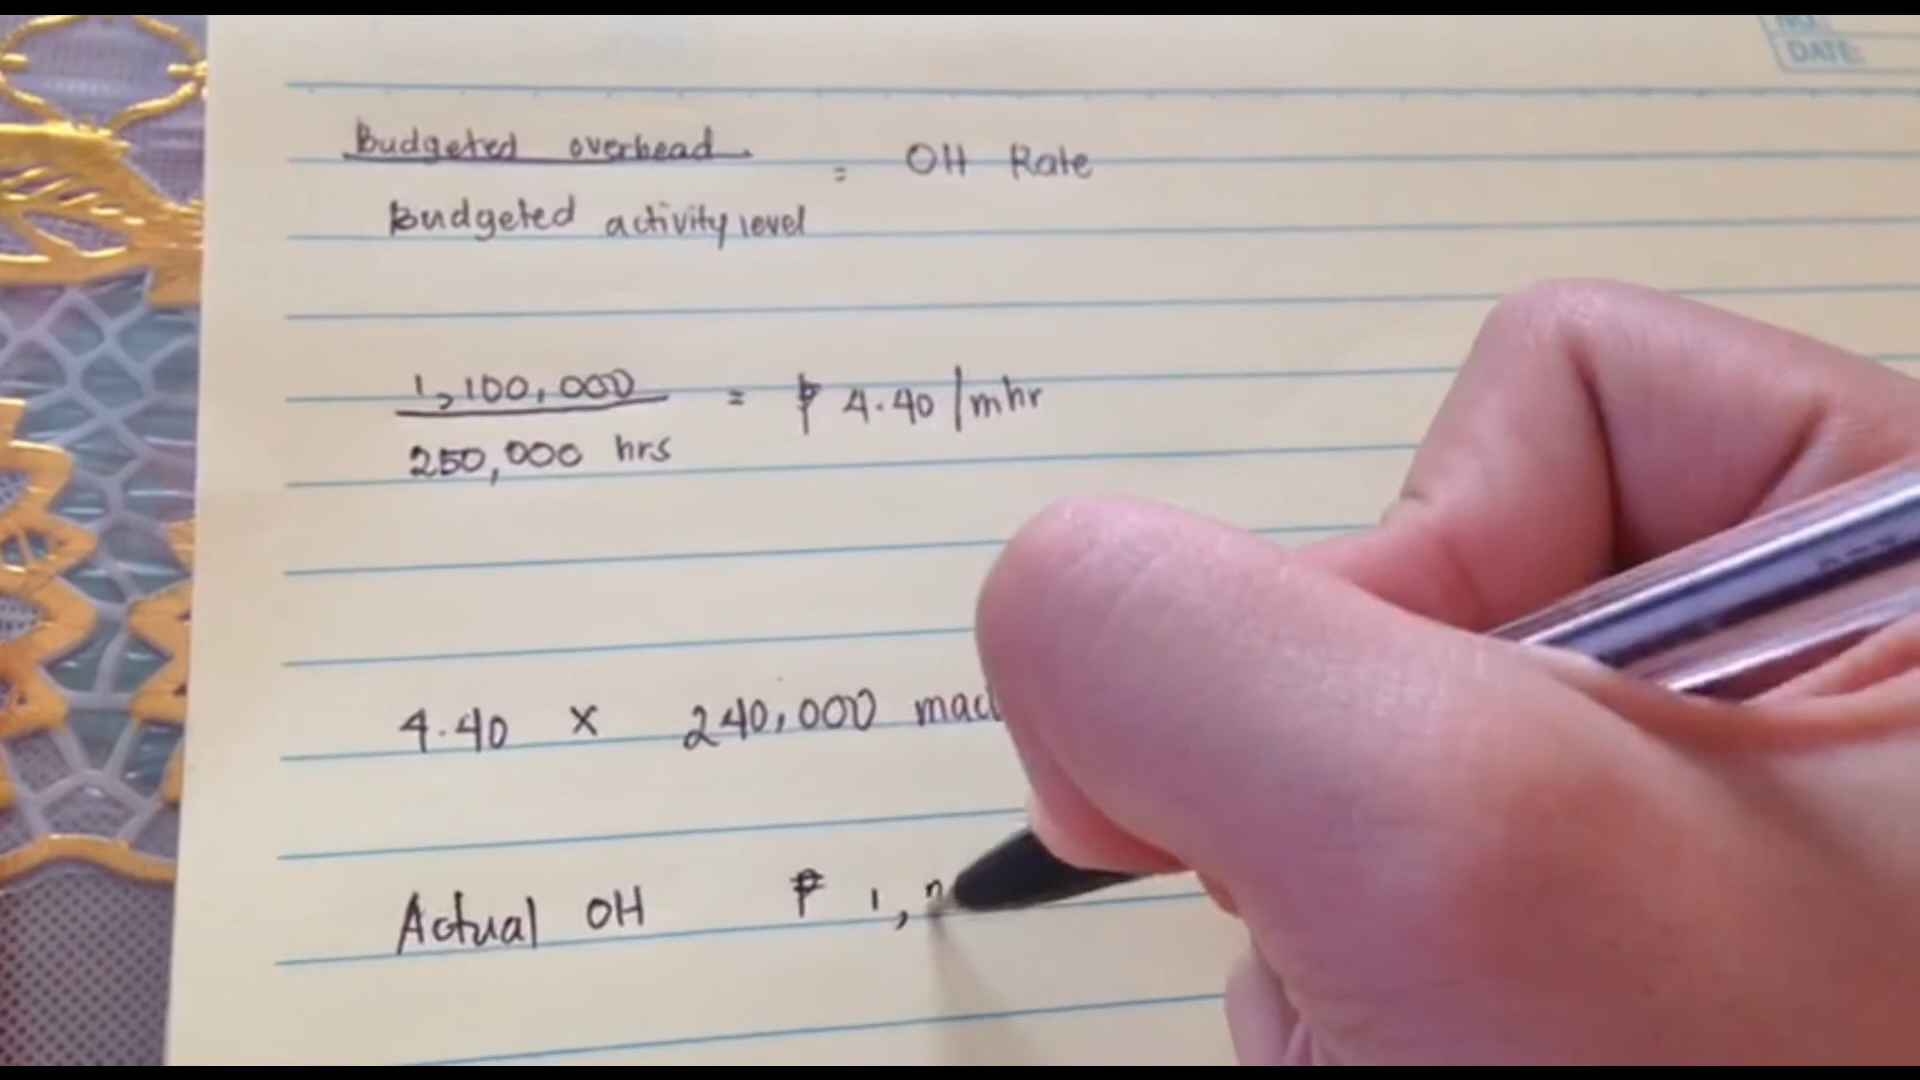 NO.
DATE:
Budgeted overhead = OH Rate
Budgeted activity level
1,100,000 = ₱ 4.40 / mhr
250,000 hrs
4.40 x 240,000
Actual OH ₱ 1,